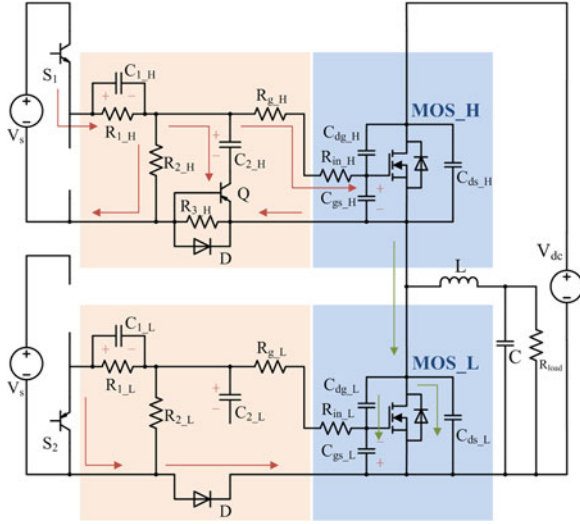 S1
C1_H
R1_H
Rg_H
MOS_H
Vs
R2_H
C2_H
Q
R3_H
D
Cdg_H
Rin_H
Cgs_H
Cds_H
Vdc
L
C
Rload
C1_L
R1_L
Rg_L
MOS_L
Vs
R2_L
C2_L
S2
D
Cdg_L
Rin_L
Cgs_L
Cds_L